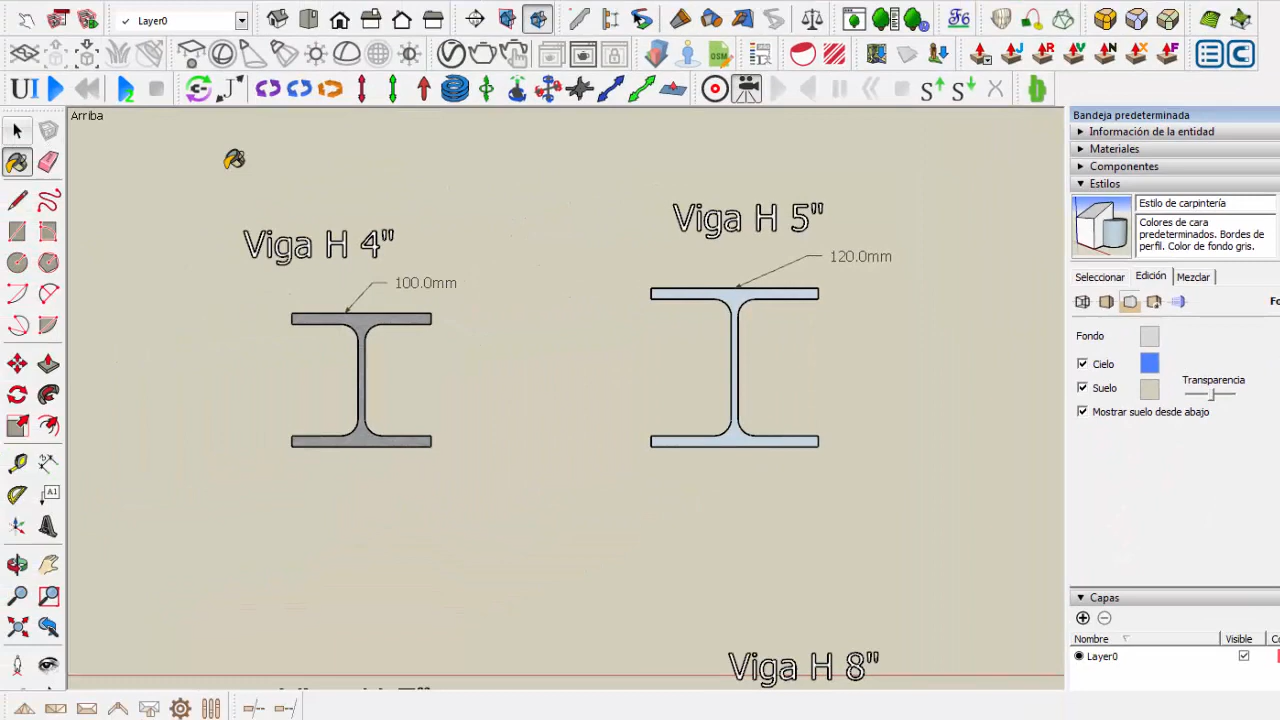 Layer0
UI
Arriba
Viga H 4"
100.0mm
Viga H 5"
120.0mm
Viga H 8"
Bandeja predeterminada
Información de la entidad
Materiales
Componentes
Estilos
Estilo de carpintería
Colores de cara
predeterminados. Bordes de
perfil. Color de fondo gris.
Seleccionar Edición Mezclar
Fondo
Cielo
Suelo
Transparencia
Mostrar suelo desde abajo
Capas
Nombre Visible
Layer0